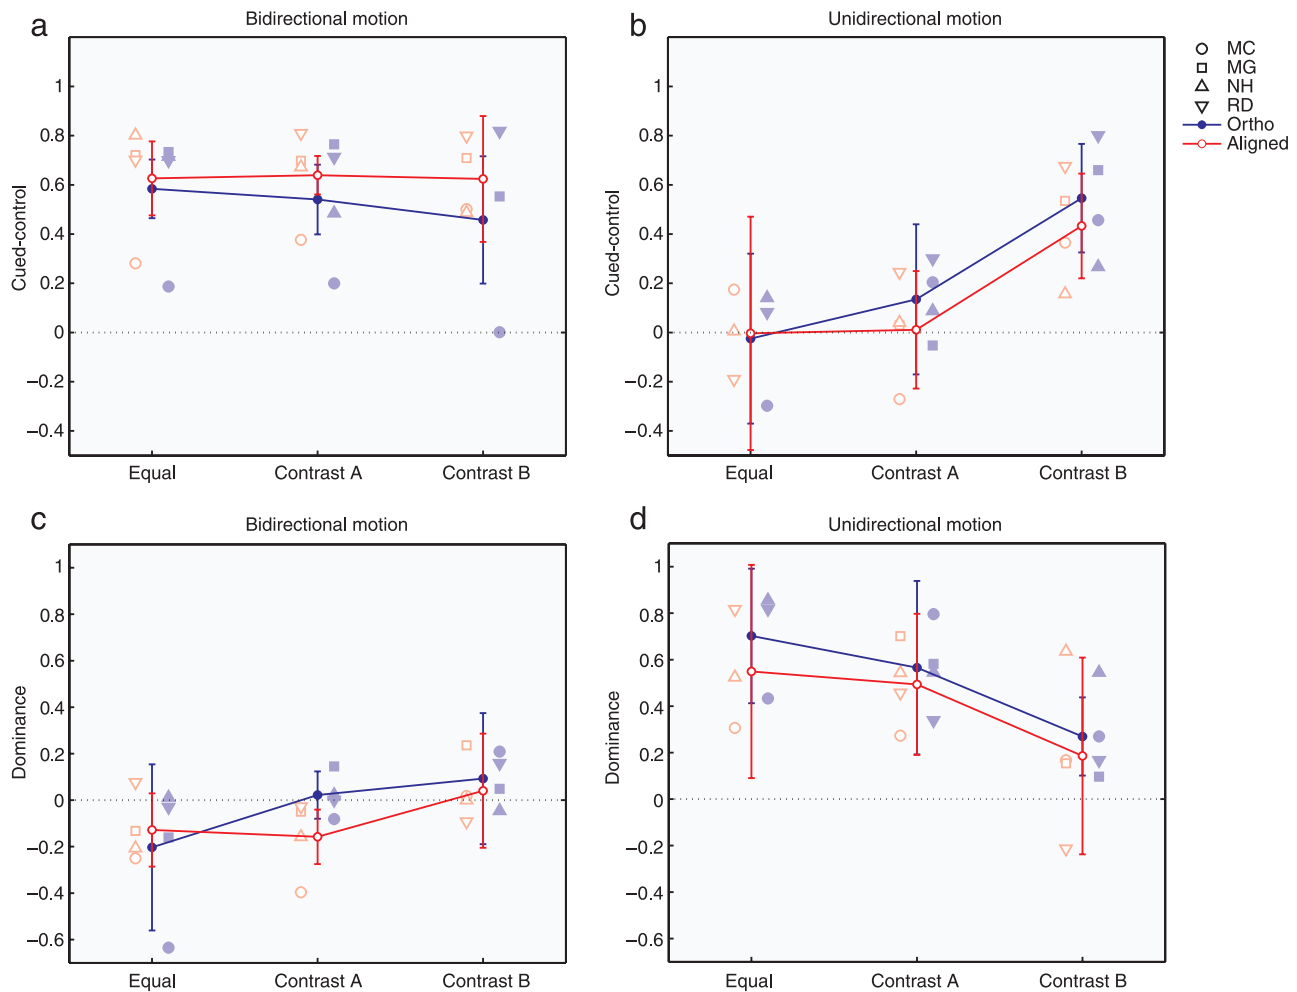 a
Bidirectional motion
Cued-control
1
0.8
0.6
0.4
0.2
0
−0.2
−0.4
Equal
Contrast A
Contrast B
b
Unidirectional motion
Cued-control
1
0.8
0.6
0.4
0.2
0
−0.2
−0.4
Equal
Contrast A
Contrast B
MC
MG
NH
RD
Ortho
Aligned
c
Bidirectional motion
Dominance
1
0.8
0.6
0.4
0.2
0
−0.2
−0.4
−0.6
Equal
Contrast A
Contrast B
d
Unidirectional motion
Dominance
1
0.8
0.6
0.4
0.2
0
−0.2
−0.4
−0.6
Equal
Contrast A
Contrast B